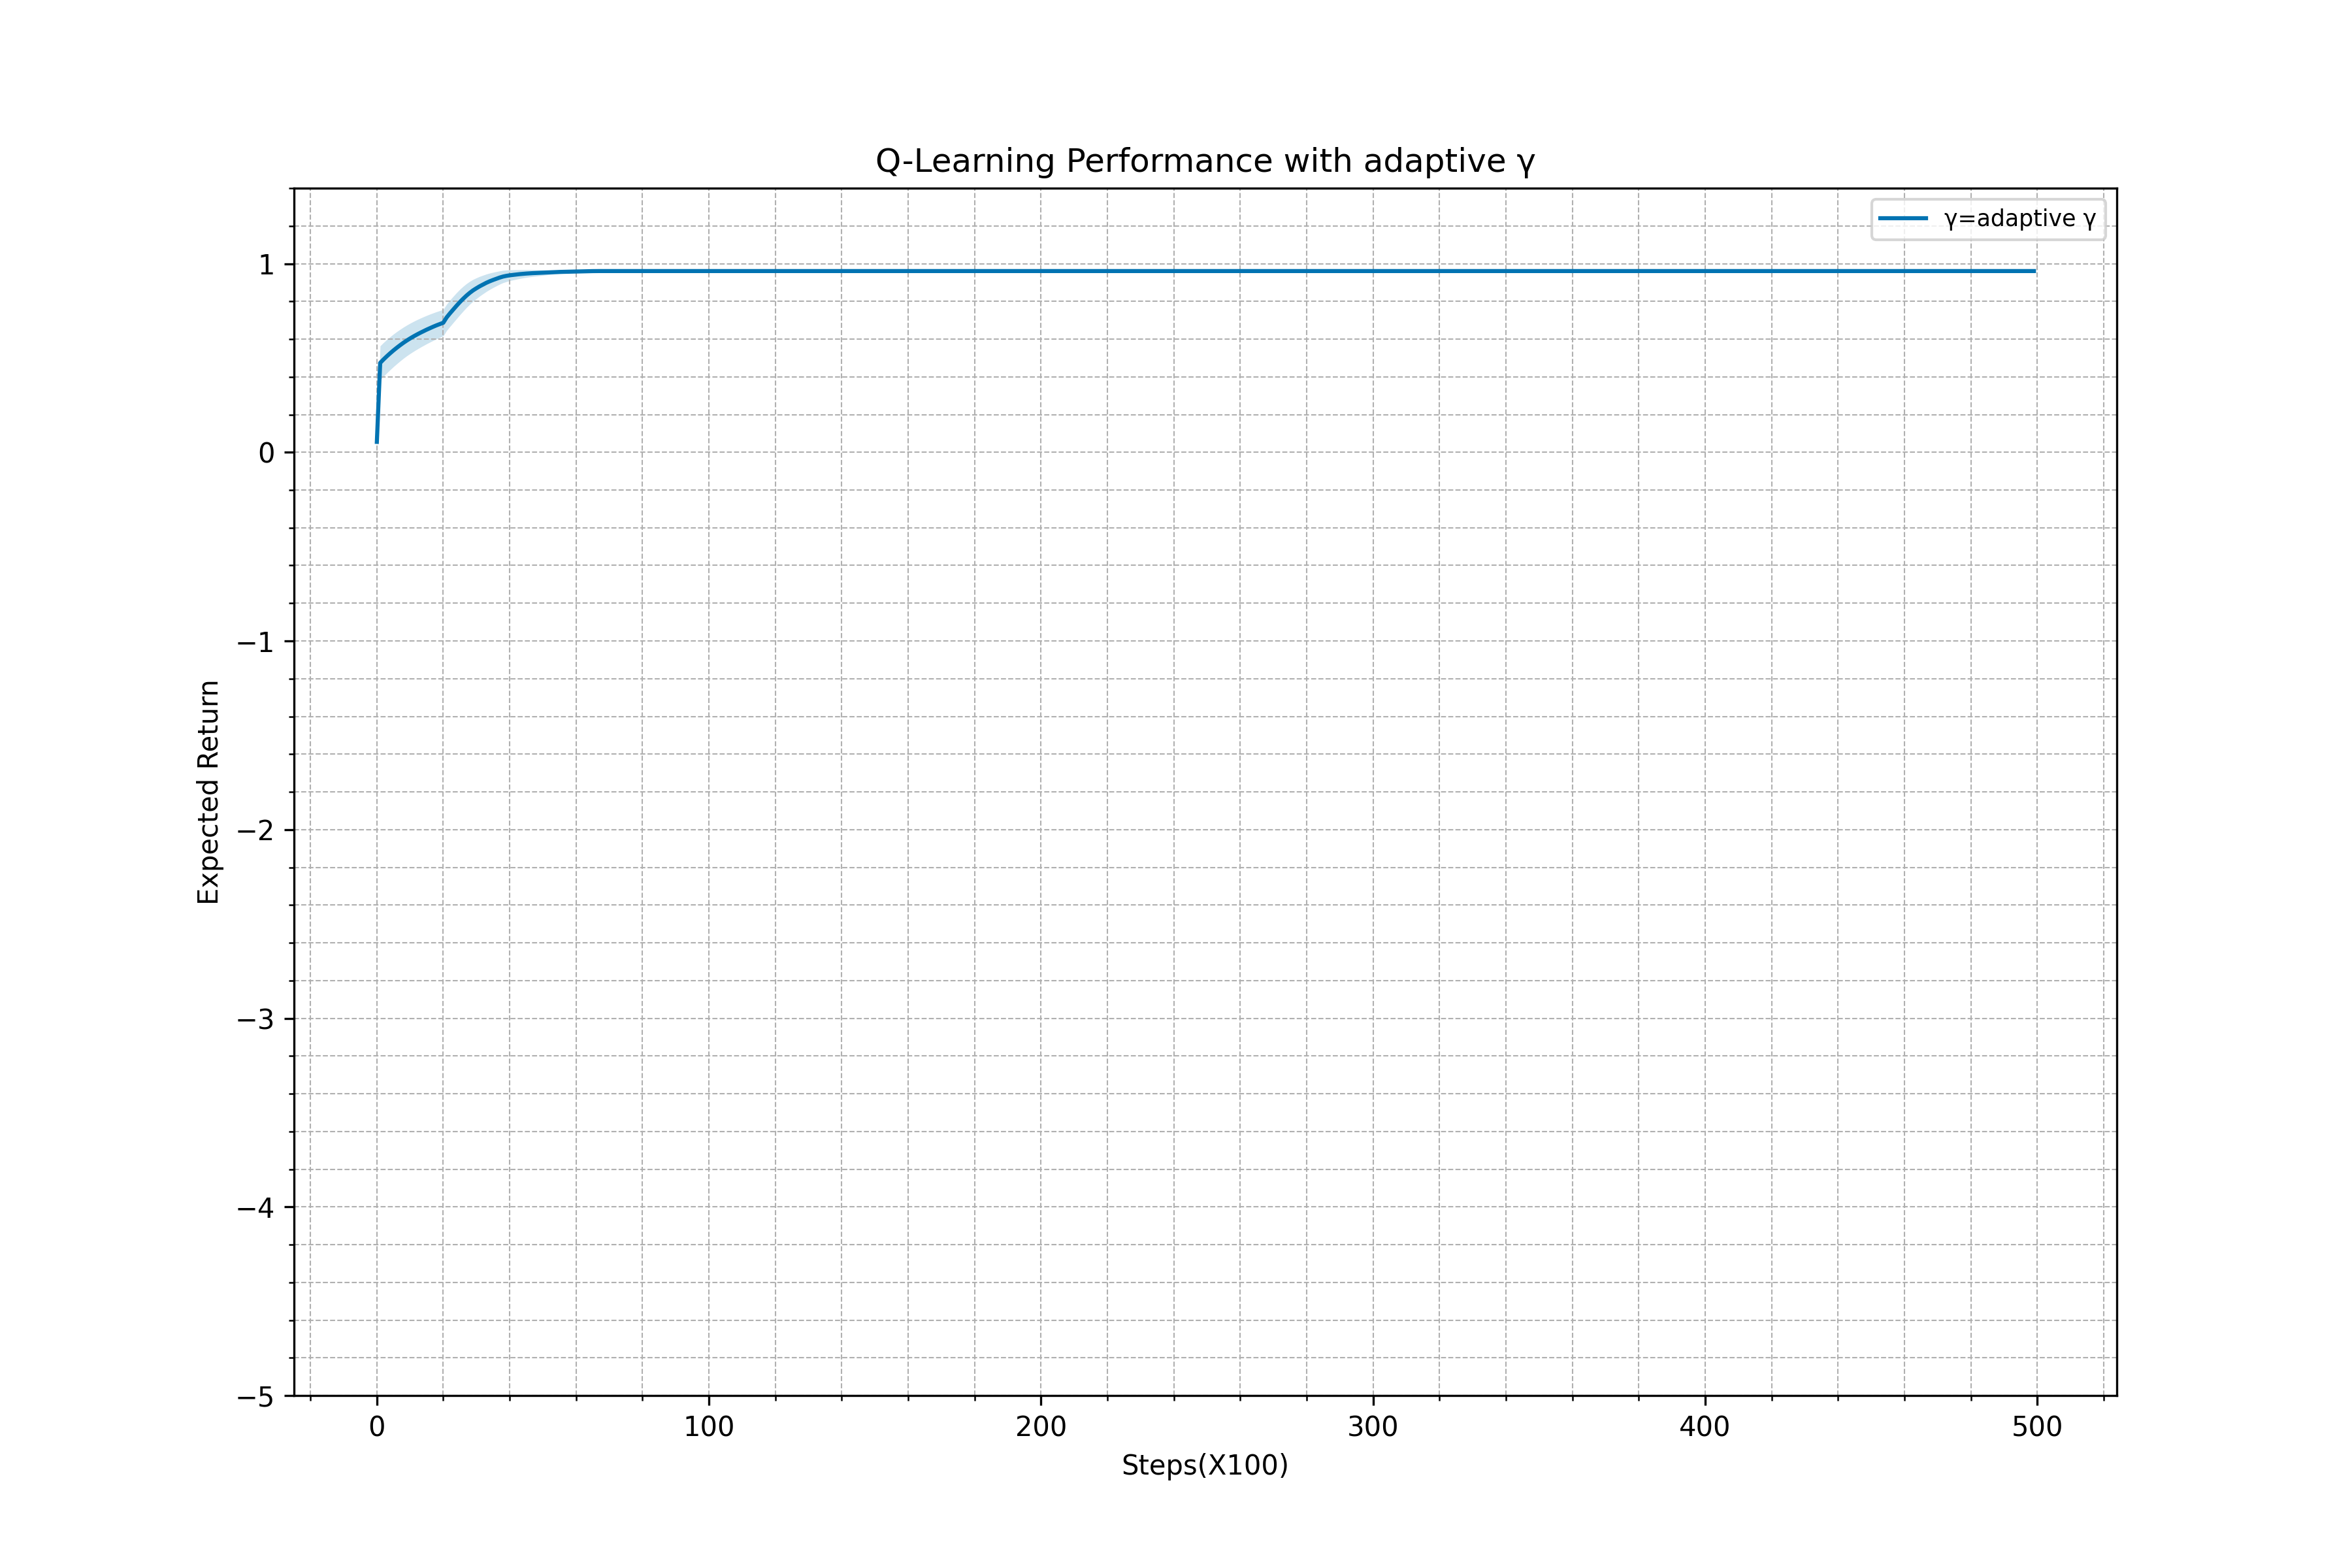 Q-Learning Performance with adaptive γ
γ=adaptive γ
1
0
−1
−2
−3
−4
−5
Expected Return
0 100 200 300 400 500
Steps(X100)